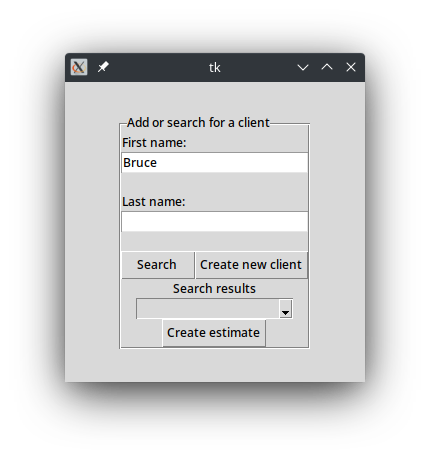 tk
Add or search for a client
First name:
Bruce
Last name:
Search Create new client
Search results
Create estimate